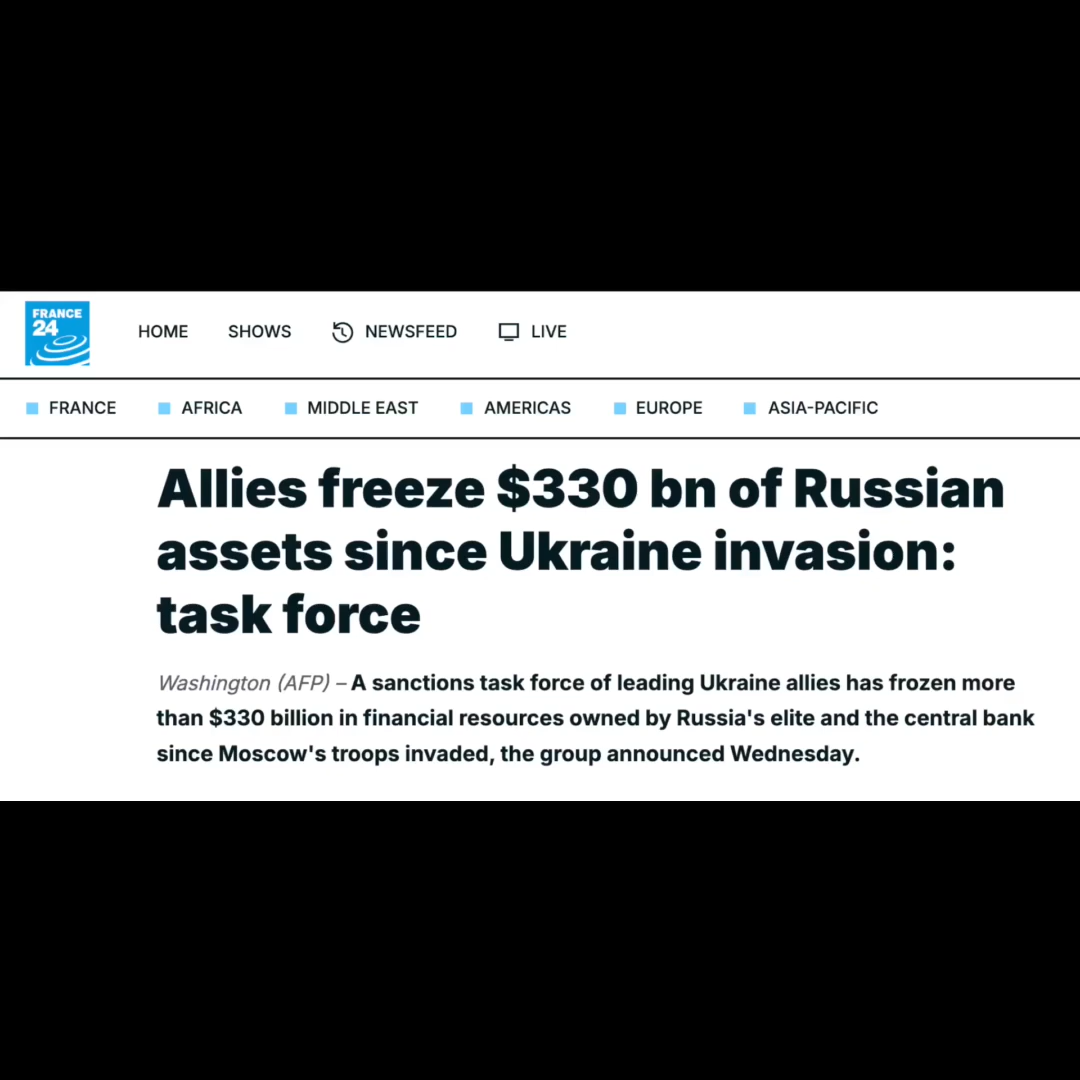 FRANCE
24
HOME SHOWS NEWSFEED LIVE
FRANCE AFRICA MIDDLE EAST AMERICAS EUROPE ASIA-PACIFIC
Allies freeze $330 bn of Russian
assets since Ukraine invasion:
task force
Washington (AFP) – A sanctions task force of leading Ukraine allies has frozen more
than $330 billion in financial resources owned by Russia's elite and the central bank
since Moscow's troops invaded, the group announced Wednesday.